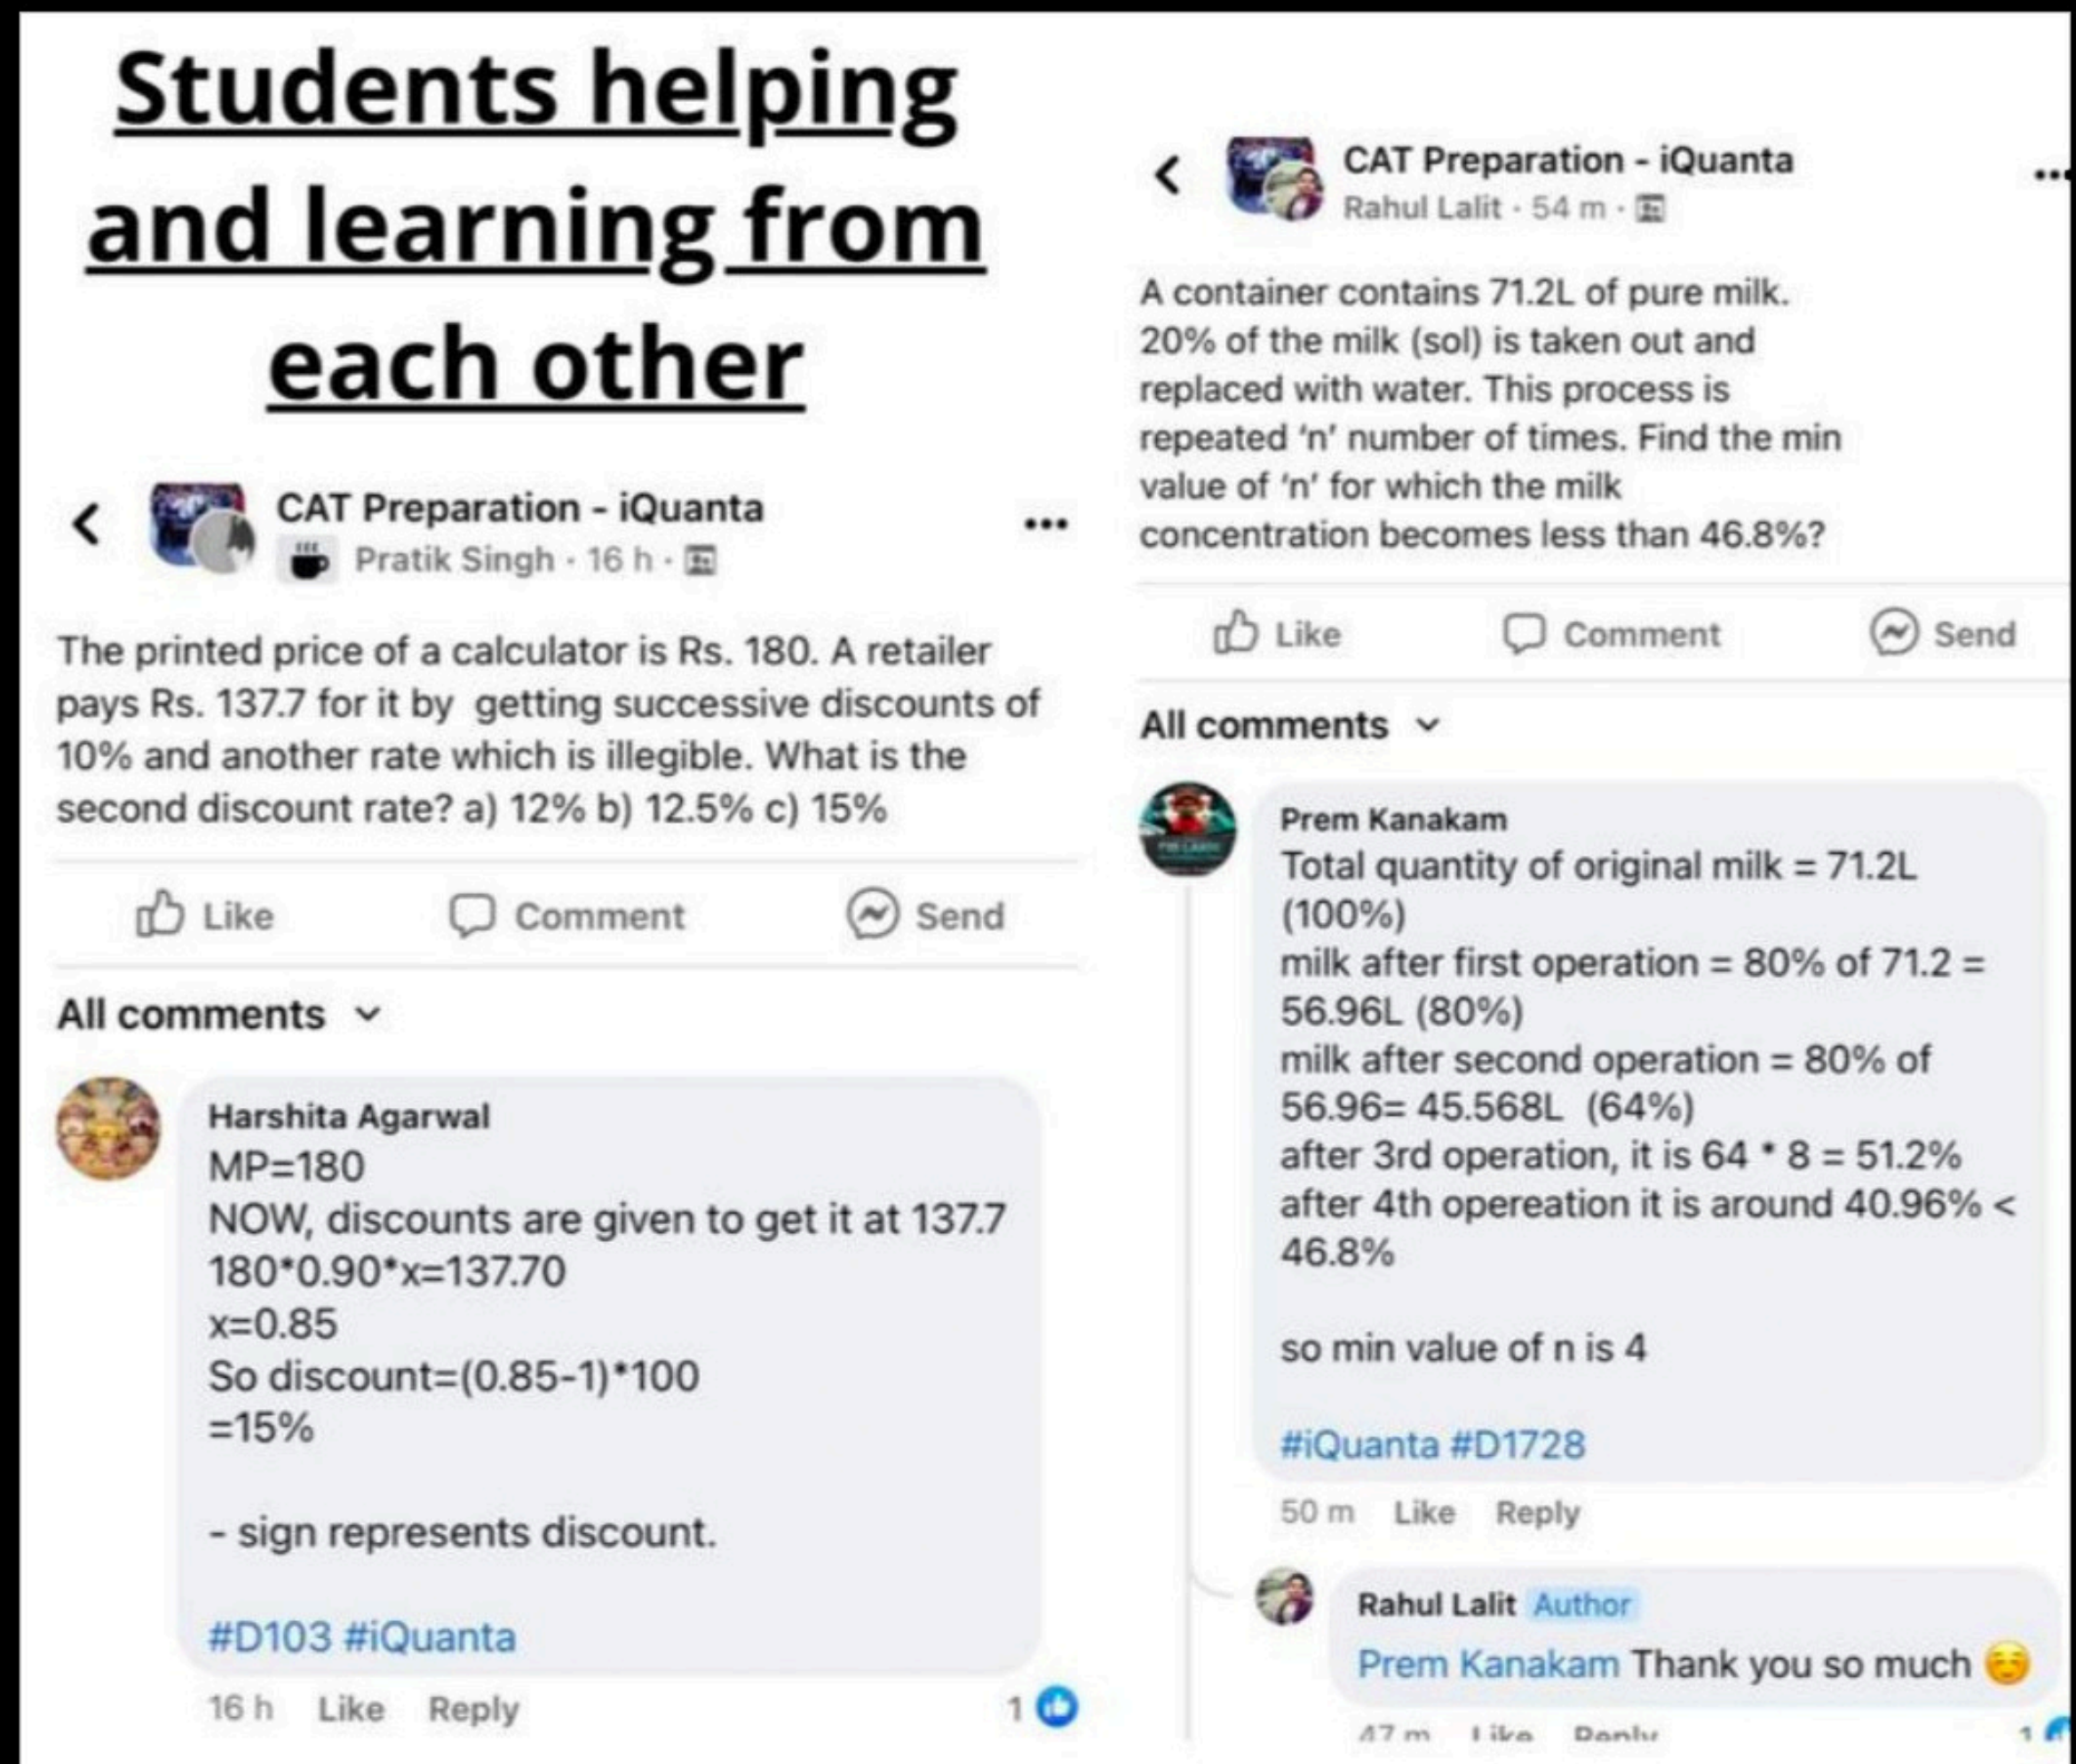 Students helping
and learning from
each other
CAT Preparation - iQuanta
Pratik Singh · 16 h ·
The printed price of a calculator is Rs. 180. A retailer
pays Rs. 137.7 for it by getting successive discounts of
10% and another rate which is illegible. What is the
second discount rate? a) 12% b) 12.5% c) 15%
Like Comment Send
All comments
Harshita Agarwal
MP=180
NOW, discounts are given to get it at 137.7
180*0.90*x=137.70
x=0.85
So discount=(0.85-1)*100
=15%
- sign represents discount.
#D103 #iQuanta
16 h Like Reply 1
CAT Preparation - iQuanta
Rahul Lalit · 54 m ·
A container contains 71.2L of pure milk.
20% of the milk (sol) is taken out and
replaced with water. This process is
repeated ‘n’ number of times. Find the min
value of ‘n’ for which the milk
concentration becomes less than 46.8%?
Like Comment Send
All comments
Prem Kanakam
Total quantity of original milk = 71.2L
(100%)
milk after first operation = 80% of 71.2 =
56.96L (80%)
milk after second operation = 80% of
56.96= 45.568L (64%)
after 3rd operation, it is 64 * 8 = 51.2%
after 4th opereation it is around 40.96% <
46.8%
so min value of n is 4
#iQuanta #D1728
50 m Like Reply
Rahul Lalit Author
Prem Kanakam Thank you so much ☺️
47 m Like Reply 1